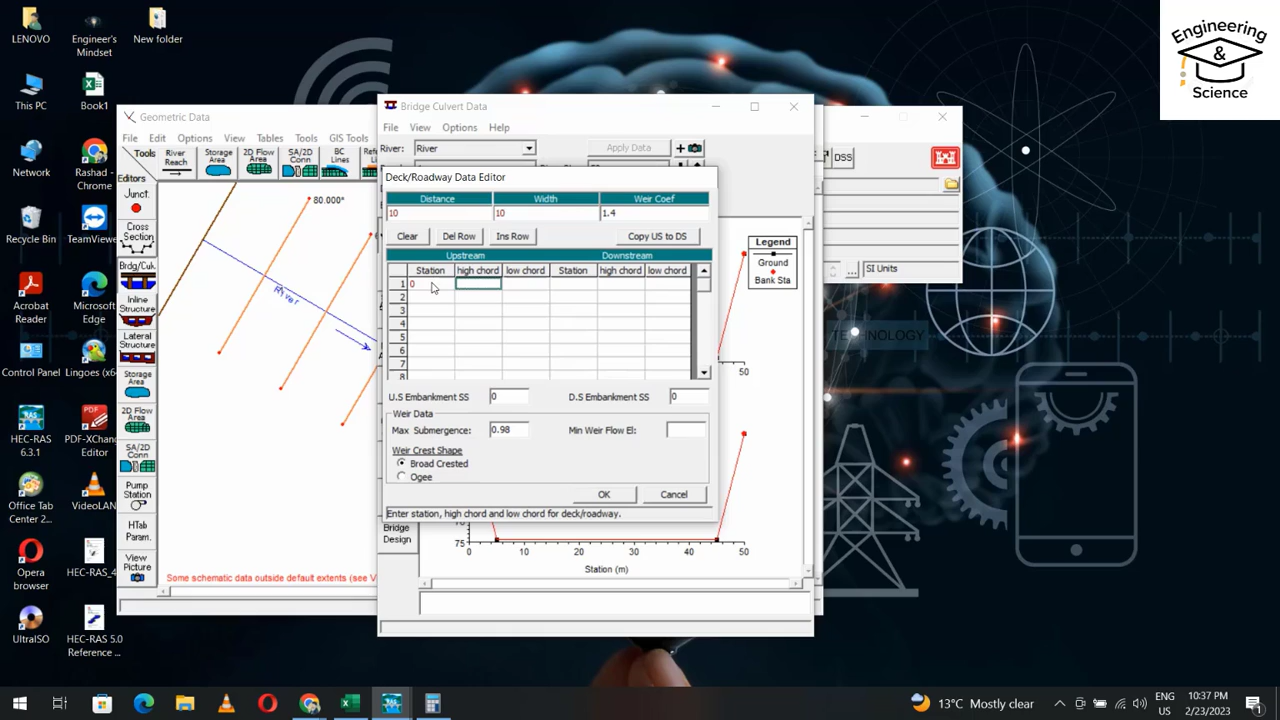 LENOVO
Engineer's
Mindset
New folder
Engineering
&
Science
This PC
Book1
Network
Rashad -
Chrome
Recycle Bin
TeamViewer
Acrobat
Reader
Microsoft
Edge
Control Panel
Lingoes (x6
HEC-RAS
6.3.1
PDF-XChang
Editor
Office Tab
Center 2...
VideoLAN
Opera
browser
HEC-RAS_4
UltraISO
HEC-RAS 5.0
Reference ...
Geometric Data
File Edit Options View Tables Tools GIS Tools
Tools
River
Reach
Storage
Area
2D Flow
Area
SA/2D
Conn
BC
Lines
Editors
Junct.
Cross
Section
Brdg/Culv
Inline
Structure
Lateral
Structure
Storage
Area
2D Flow
Area
SA/2D
Conn
Pump
Station
HTab
Param.
View
Picture
80.000*
River
Some schematic data outside default extents (see V
Bridge Culvert Data
File View Options Help
River: River Apply Data
Deck/Roadway Data Editor
Distance Width Weir Coef
10 10 1.4
Clear Del Row Ins Row Copy US to DS
Upstream Downstream
Station high chord low chord Station high chord low chord
1 0
2
3
4
5
6
7
8
U.S Embankment SS 0 D.S Embankment SS 0
Weir Data
Max Submergence: 0.98 Min Weir Flow El:
Weir Crest Shape
Broad Crested
Ogee
OK Cancel
Enter station, high chord and low chord for deck/roadway.
Bridge
Design
Legend
Ground
Bank Sta
50
75
0 10 20 30 40 50
Station (m)
DSS
...
SI Units
TECHNOLOGY
13°C Mostly clear
ENG
US
10:37 PM
2/23/2023
1